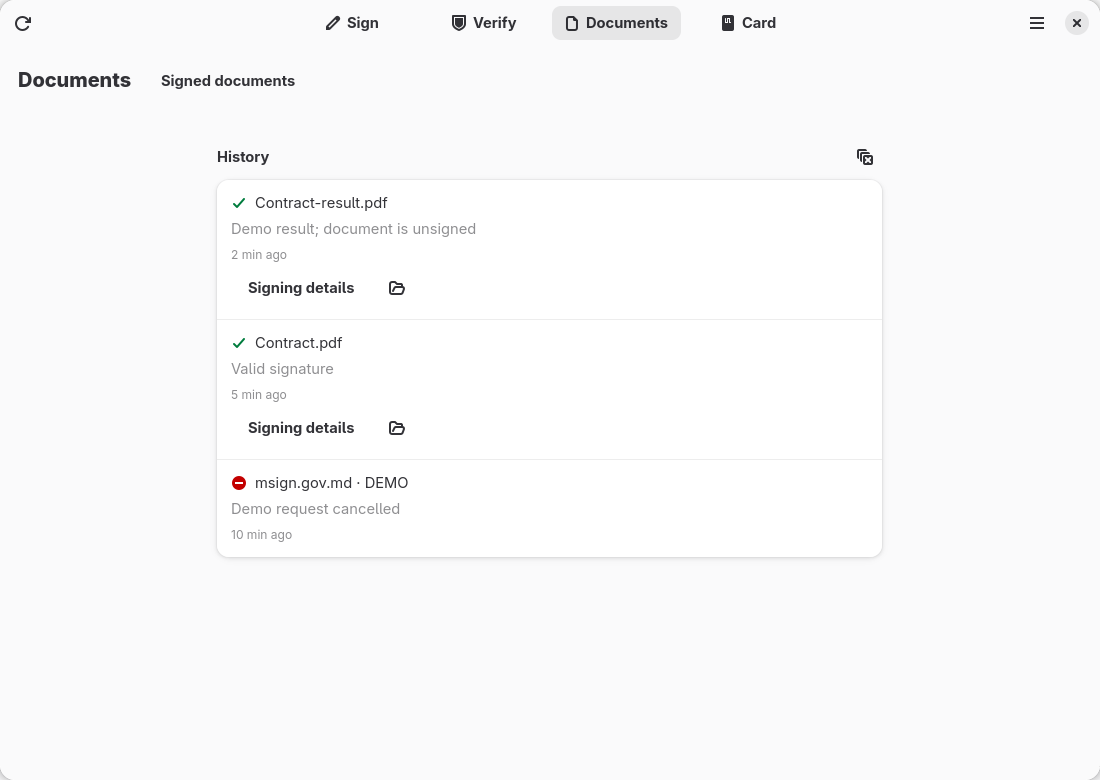 Sign
Verify
Documents
Card
Documents
Signed documents
History
Contract-result.pdf
Demo result; document is unsigned
2 min ago
Signing details
Contract.pdf
Valid signature
5 min ago
Signing details
msign.gov.md · DEMO
Demo request cancelled
10 min ago